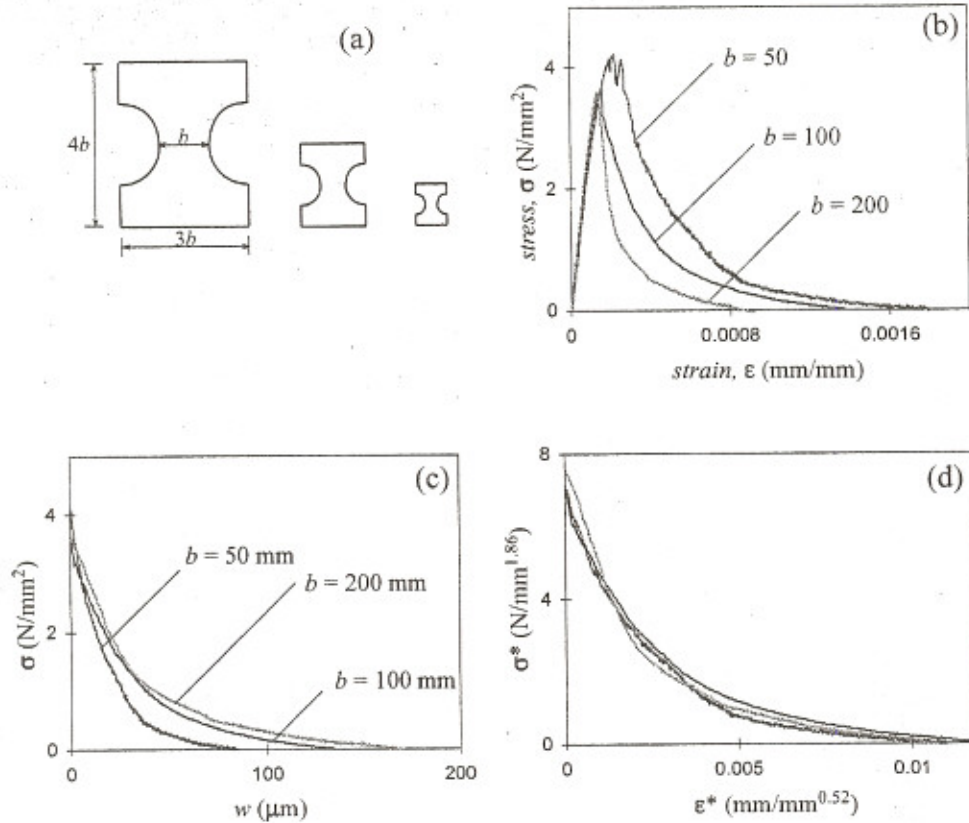 (a)
4b
b
3b
(b)
stress, σ (N/mm²)
4
2
0
b = 50
b = 100
b = 200
0
0.0008
0.0016
strain, ε (mm/mm)
(c)
σ (N/mm²)
4
2
0
b = 50 mm
b = 200 mm
b = 100 mm
0
100
200
w (μm)
(d)
σ* (N/mm^1.86)
8
4
0
0
0.005
0.01
ε* (mm/mm^0.52)